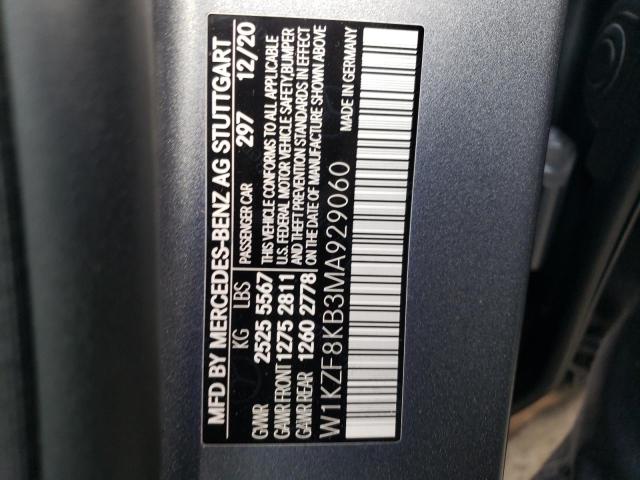 MFD BY MERCEDES-BENZ AG STUTTGART
KG LBS PASSENGER CAR 297 12/20
GVWR 2525 5567 THIS VEHICLE CONFORMS TO ALL APPLICABLE
U.S. FEDERAL MOTOR VEHICLE SAFETY,BUMPER
GAWR FRONT 1275 2811 AND THEFT PREVENTION STANDARDS IN EFFECT
GAWR REAR 1260 2778 ON THE DATE OF MANUFACTURE SHOWN ABOVE
W1KZF8KB3MA929060 MADE IN GERMANY